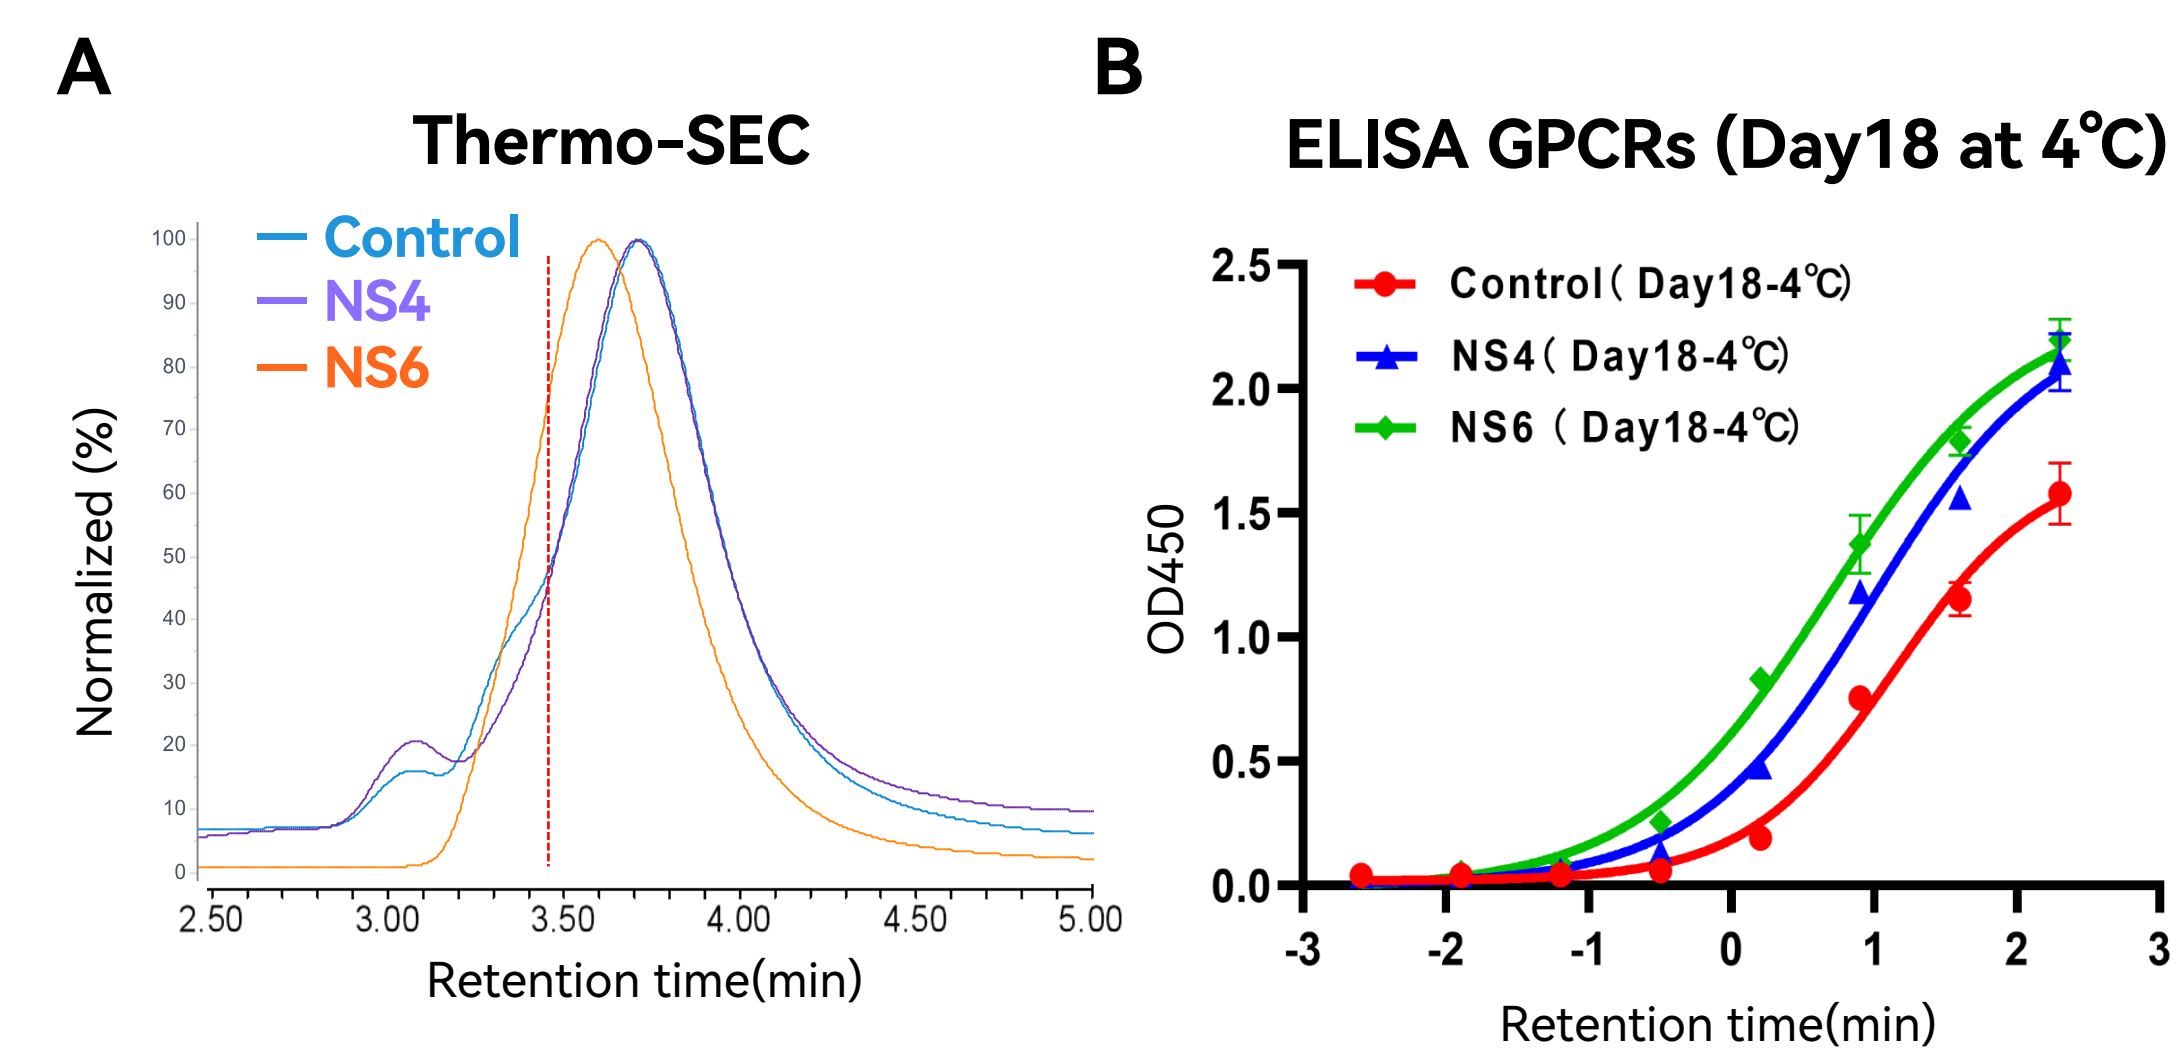 A
Thermo-SEC
Control
NS4
NS6
Normalized (%)
100
90
80
70
60
50
40
30
20
10
0
2.50 3.00 3.50 4.00 4.50 5.00
Retention time(min)
B
ELISA GPCRs (Day18 at 4℃)
Control( Day18-4℃)
NS4( Day18-4℃)
NS6 ( Day18-4℃)
OD450
2.5
2.0
1.5
1.0
0.5
0.0
-3 -2 -1 0 1 2 3
Retention time(min)